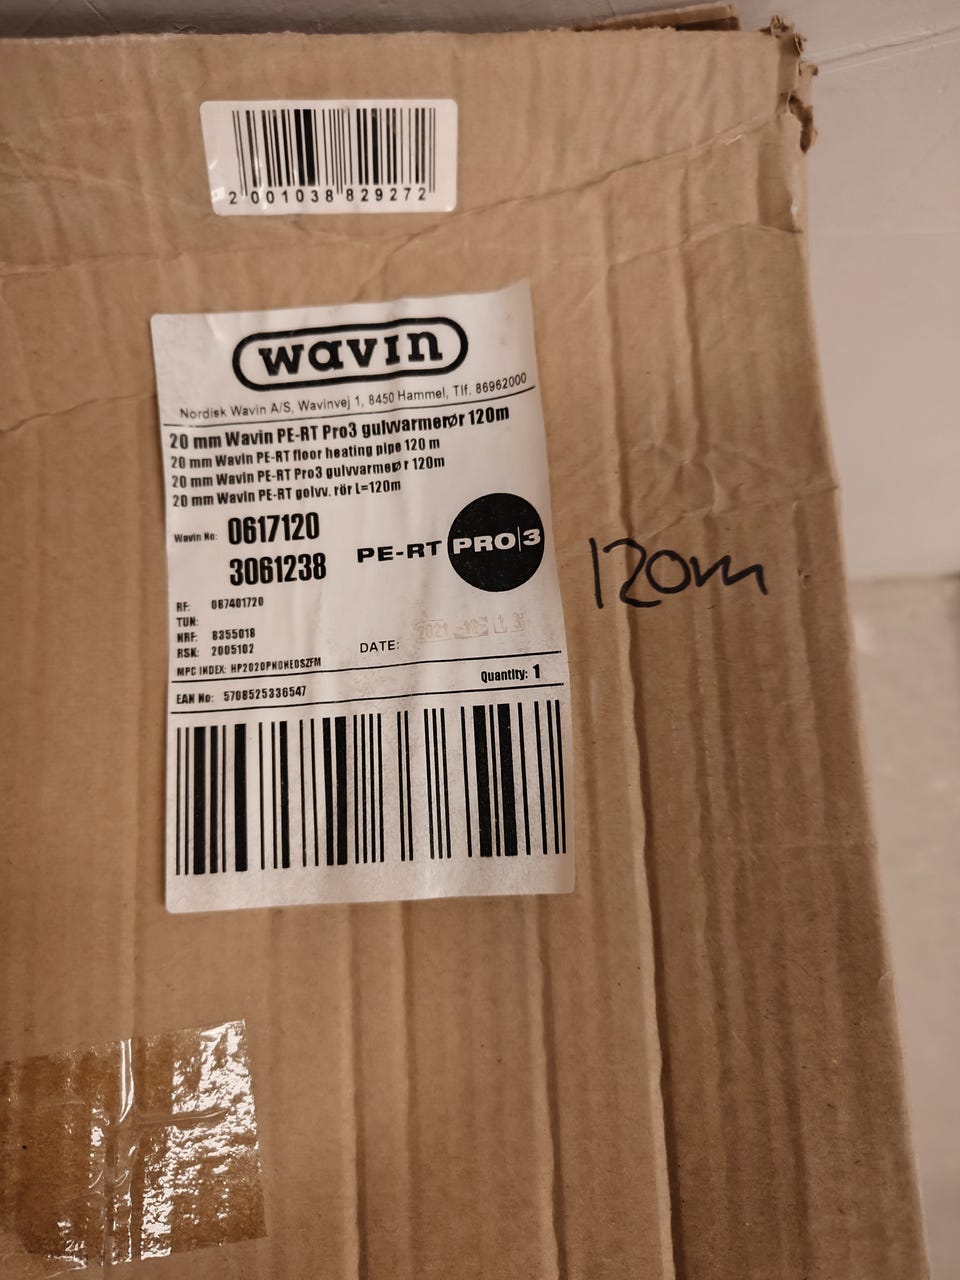 2 001038 829272
wavin
Nordisk Wavin A/S, Wavinvej 1, 8450 Hammel, Tlf. 86962000
20 mm Wavin PE-RT Pro3 gulvvarmerør 120m
20 mm Wavin PE-RT floor heating pipe 120 m
20 mm Wavin PE-RT Pro3 gulvvarmerø r 120m
20 mm Wavin PE-RT golvv. rör L=120m
Wavin No: 0617120
3061238
PE-RT PRO|3
120m
RF: 087401720
TUN:
NRF: 8355018
RSK: 2005102
DATE: 2021
MPC INDEX:
Quantity: 1
EAN No: 5708525336547